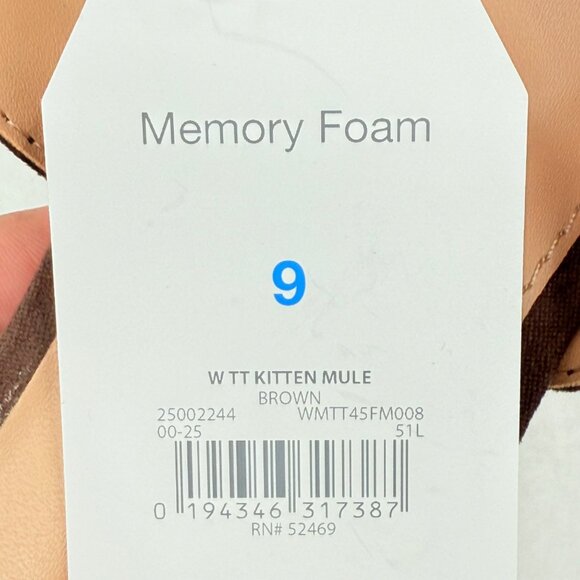 Memory Foam
9
W TT KITTEN MULE
BROWN
25002244 WMTT45FM008
00-25 51L
0 194346 317387
RN# 52469